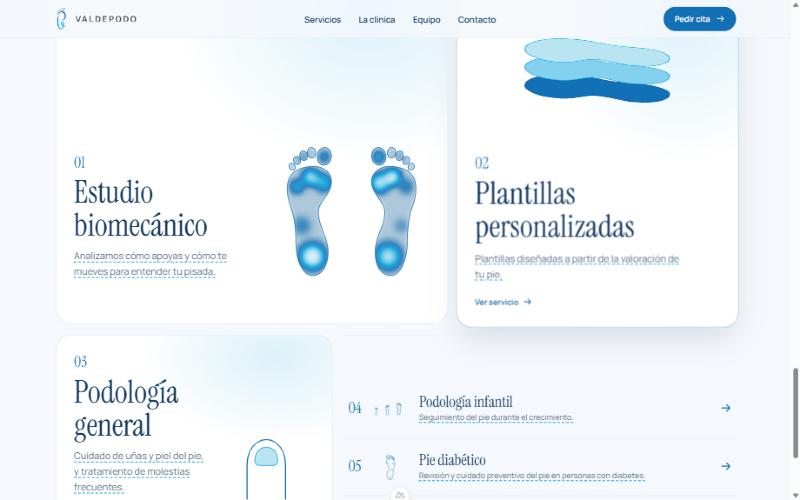 VALDEPODO
Servicios
La clínica
Equipo
Contacto
Pedir cita
01
Estudio
biomecánico
Analizamos cómo apoyas y cómo te
mueves para entender tu pisada.
02
Plantillas
personalizadas
Plantillas diseñadas a partir de la valoración de
tu pie.
Ver servicio
03
Podología
general
Cuidado de uñas y piel del pie,
y tratamiento de molestias
frecuentes.
04
Podología infantil
Seguimiento del pie durante el crecimiento.
05
Pie diabético
Revisión y cuidado preventivo del pie en personas con diabetes.